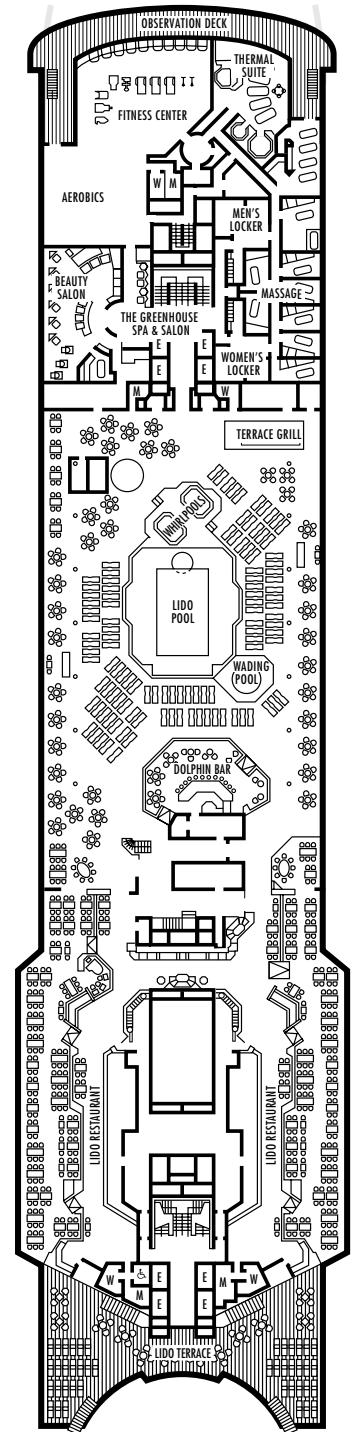 OBSERVATION DECK
THERMAL
SUITE
FITNESS CENTER
W M
AEROBICS
MEN'S
LOCKER
BEAUTY
SALON
MASSAGE
THE GREENHOUSE
SPA & SALON
E E
E E
WOMEN'S
LOCKER
M W
TERRACE GRILL
WHIRLPOOLS
LIDO
POOL
WADING
(POOL)
DOLPHIN BAR
LIDO RESTAURANT
LIDO RESTAURANT
W E E M W
M E E
LIDO TERRACE